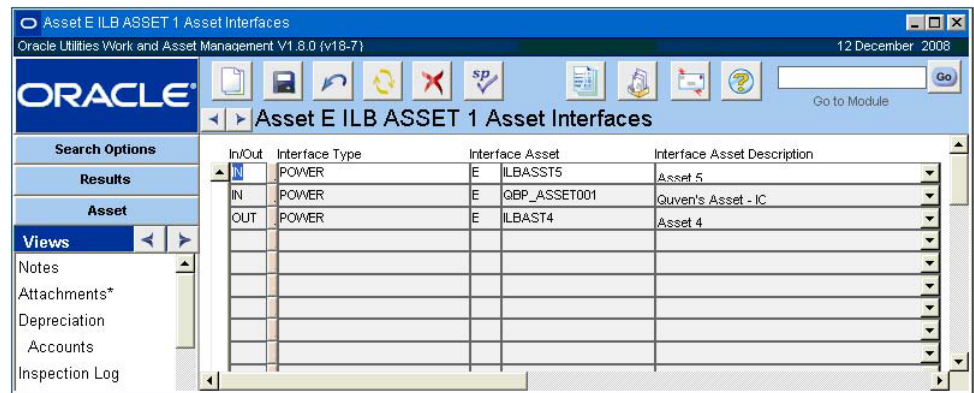 Asset E ILB ASSET 1 Asset Interfaces
Oracle Utilities Work and Asset Management V1.8.0 {v18-7} 12 December 2008
ORACLE
sp
Go
Go to Module
Asset E ILB ASSET 1 Asset Interfaces
Search Options
Results
Asset
Views
Notes
Attachments*
Depreciation
Accounts
Inspection Log
In/Out Interface Type Interface Asset Interface Asset Description
IN POWER E ILBASST5 Asset 5
IN POWER E QBP_ASSET001 Quven's Asset - IC
OUT POWER E ILBAST4 Asset 4